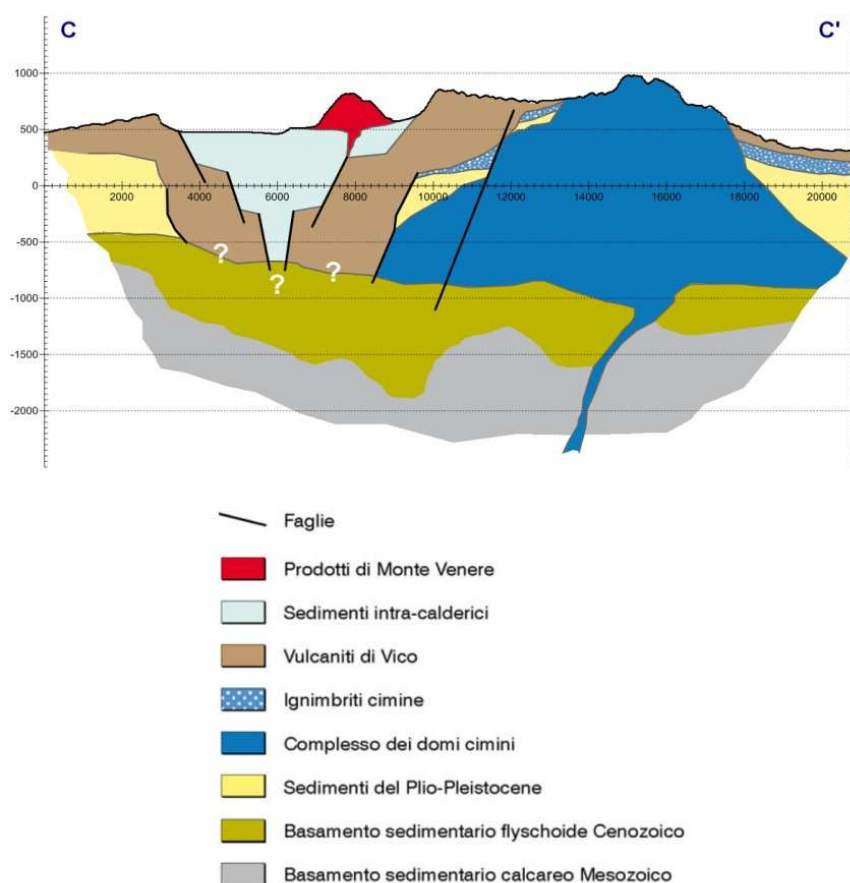 C C'
1000
500
0
2000 4000 6000 8000 10000 12000 14000 16000 18000 20000
-500
? ?
?
-1000
-1500
-2000
Faglie
Prodotti di Monte Venere
Sedimenti intra-calderici
Vulcaniti di Vico
Ignimbriti cimine
Complesso dei domi cimini
Sedimenti del Plio-Pleistocene
Basamento sedimentario flyschoide Cenozoico
Basamento sedimentario calcareo Mesozoico